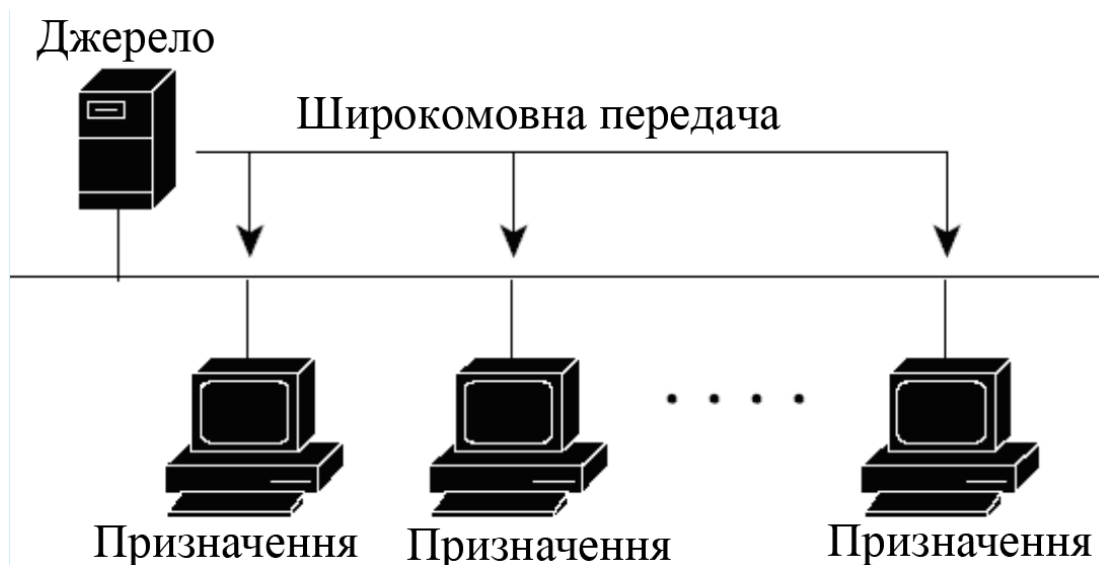 Джерело
Широкомовна передача
Призначення
Призначення
Призначення